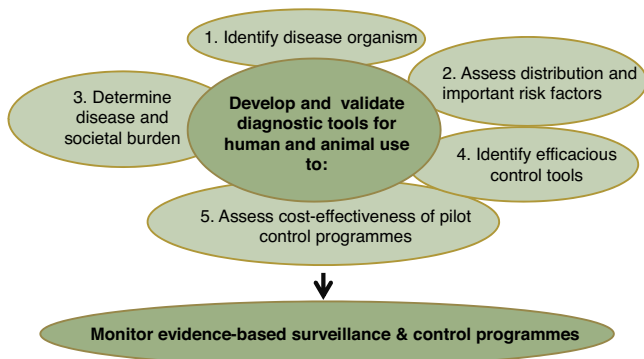 1. Identify disease organism
2. Assess distribution and
important risk factors
3. Determine
disease and
societal burden
Develop and validate
diagnostic tools for
human and animal use
to:
4. Identify efficacious
control tools
5. Assess cost-effectiveness of pilot
control programmes
Monitor evidence-based surveillance & control programmes